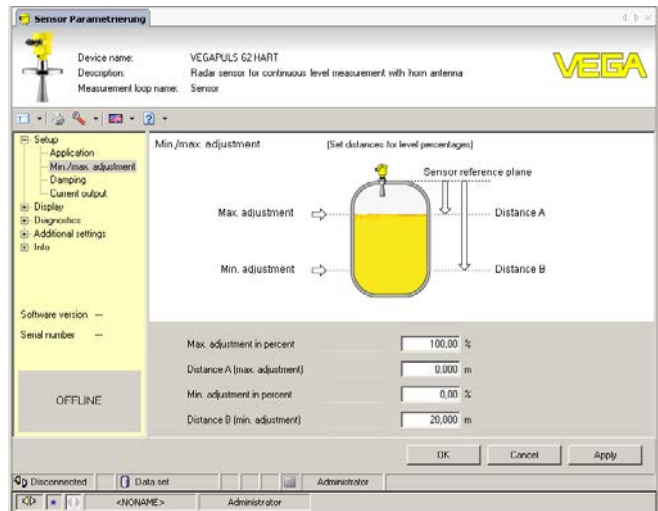 Sensor Parametrierung
Device name: VEGAPULS 62 HART
Description: Radar sensor for continuous level measurement with horn antenna
Measurement loop name: Sensor
VEGA
Setup
Application
Min./max. adjustment
Damping
Current output
Display
Diagnostics
Additional settings
Info
Software version ---
Serial number ---
OFFLINE
Min./max. adjustment (Set distances for level percentages)
Sensor reference plane
Max. adjustment
Distance A
Min. adjustment
Distance B
Max. adjustment in percent 100,00 %
Distance A (max. adjustment) 0.000 m
Min. adjustment in percent 0,00 %
Distance B (min. adjustment) 20,000 m
OK Cancel Apply
Disconnected Data set Administrator
<NONAME> Administrator